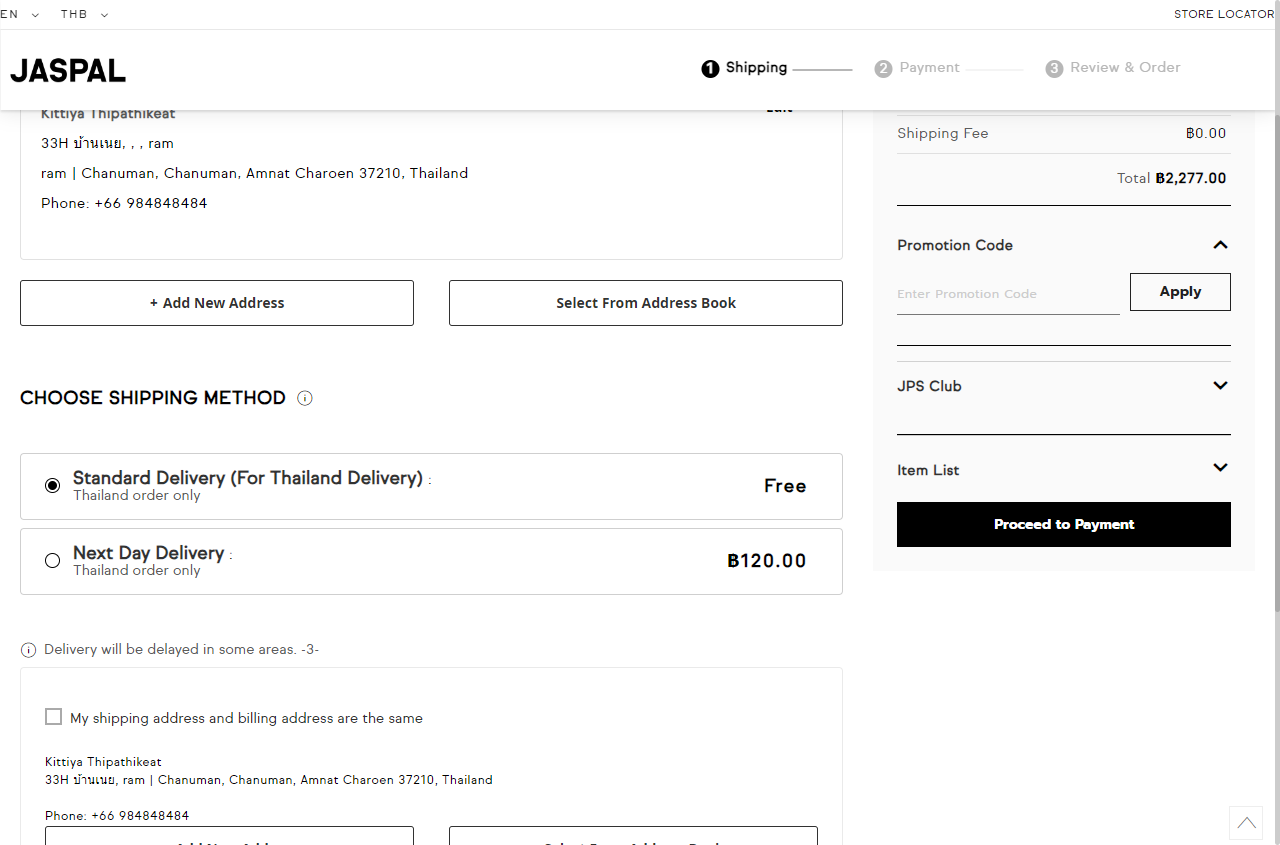 EN THB STORE LOCATOR
JASPAL
1 Shipping 2 Payment 3 Review & Order
Kittiya Thipathikeat Edit
33H บ้านเนย, , , ram
ram | Chanuman, Chanuman, Amnat Charoen 37210, Thailand
Phone: +66 984848484
+ Add New Address
Select From Address Book
CHOOSE SHIPPING METHOD
Standard Delivery (For Thailand Delivery) :
Thailand order only
Free
Next Day Delivery :
Thailand order only
฿120.00
Delivery will be delayed in some areas. -3-
My shipping address and billing address are the same
Kittiya Thipathikeat
33H บ้านเนย, ram | Chanuman, Chanuman, Amnat Charoen 37210, Thailand
Phone: +66 984848484
Shipping Fee ฿0.00
Total ฿2,277.00
Promotion Code
Enter Promotion Code
Apply
JPS Club
Item List
Proceed to Payment